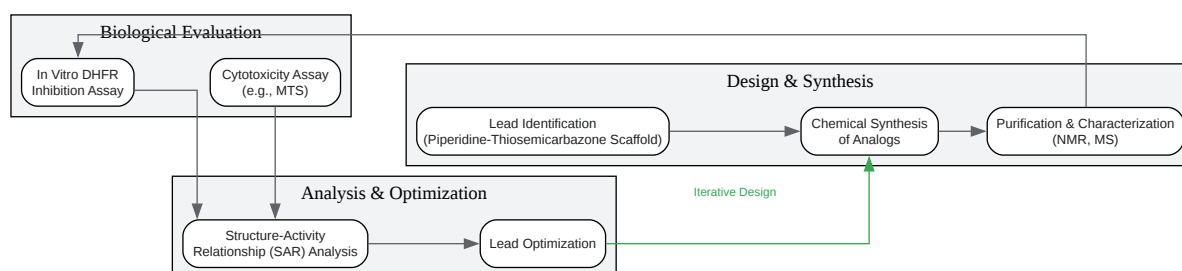 Biological Evaluation
In Vitro DHFR
Inhibition Assay
Cytotoxicity Assay
(e.g., MTS)
Design & Synthesis
Lead Identification
(Piperidine-Thiosemicarbazone Scaffold)
Chemical Synthesis
of Analogs
Purification & Characterization
(NMR, MS)
Analysis & Optimization
Iterative Design
Structure-Activity
Relationship (SAR) Analysis
Lead Optimization